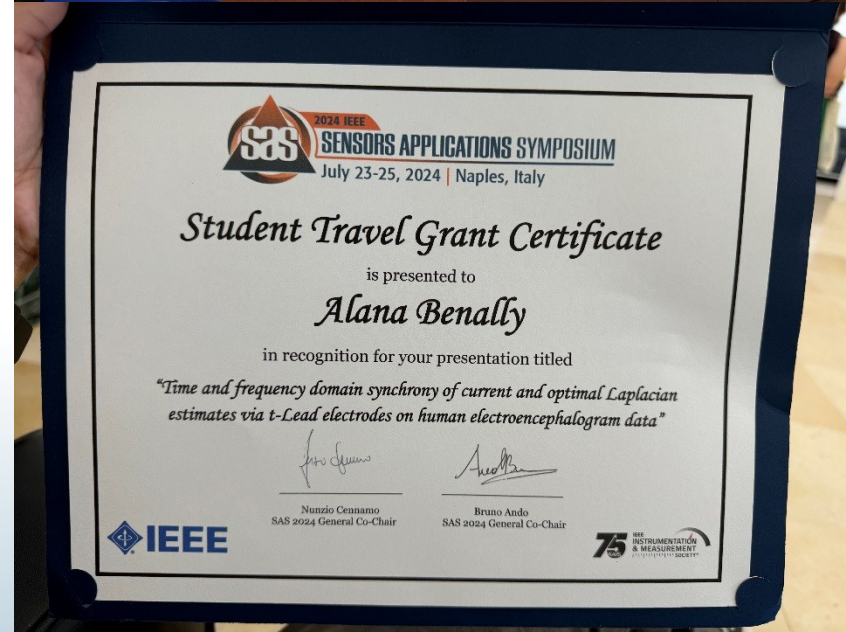 2024 IEEE
sas SENSORS APPLICATIONS SYMPOSIUM
July 23-25, 2024 | Naples, Italy
Student Travel Grant Certificate
is presented to
Alana Benally
in recognition for your presentation titled
“Time and frequency domain synchrony of current and optimal Laplacian
estimates via t-Lead electrodes on human electroencephalogram data”
Nunzio Cennamo
SAS 2024 General Co-Chair
Bruno Ando
SAS 2024 General Co-Chair
IEEE
75
IEEE
INSTRUMENTATION
& MEASUREMENT
SOCIETY